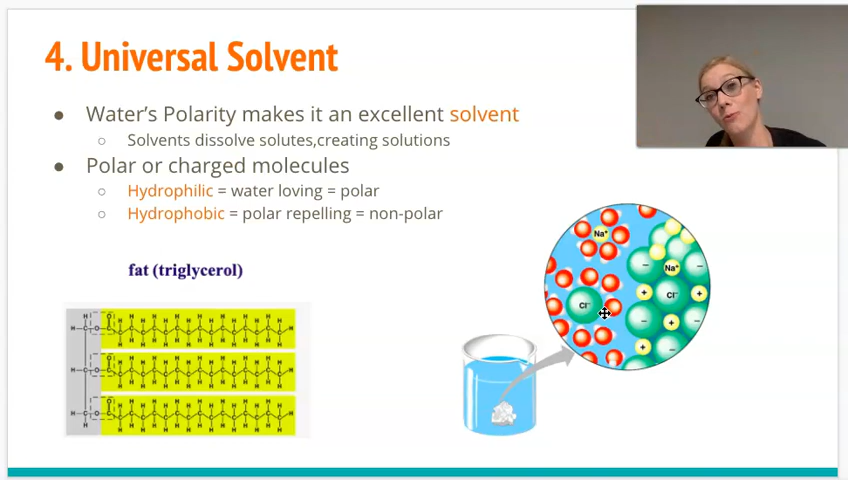 4. Universal Solvent
● Water's Polarity makes it an excellent solvent
○ Solvents dissolve solutes,creating solutions
● Polar or charged molecules
○ Hydrophilic = water loving = polar
○ Hydrophobic = polar repelling = non-polar
fat (triglycerol)
Na⁺
Na⁺
Cl⁻
Cl⁻